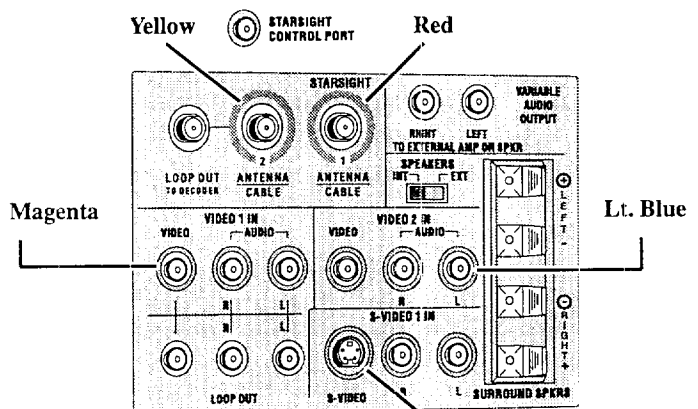 Yellow
STARSIGHT
CONTROL PORT
Red
STARSIGHT
VARIABLE
AUDIO
OUTPUT
RIGHT LEFT
TO EXTERNAL AMP OR SPKR
2
1
LOOP OUT
TO DECODER
ANTENNA
CABLE
ANTENNA
CABLE
SPEAKERS
INT EXT
+
LEFT
-
Magenta
Lt. Blue
VIDEO 1 IN
VIDEO AUDIO
VIDEO 2 IN
VIDEO AUDIO
R L
R L
R L
S-VIDEO 1 IN
RIGHT
+
LOOP OUT
S-VIDEO
R L
SURROUND SPKRS